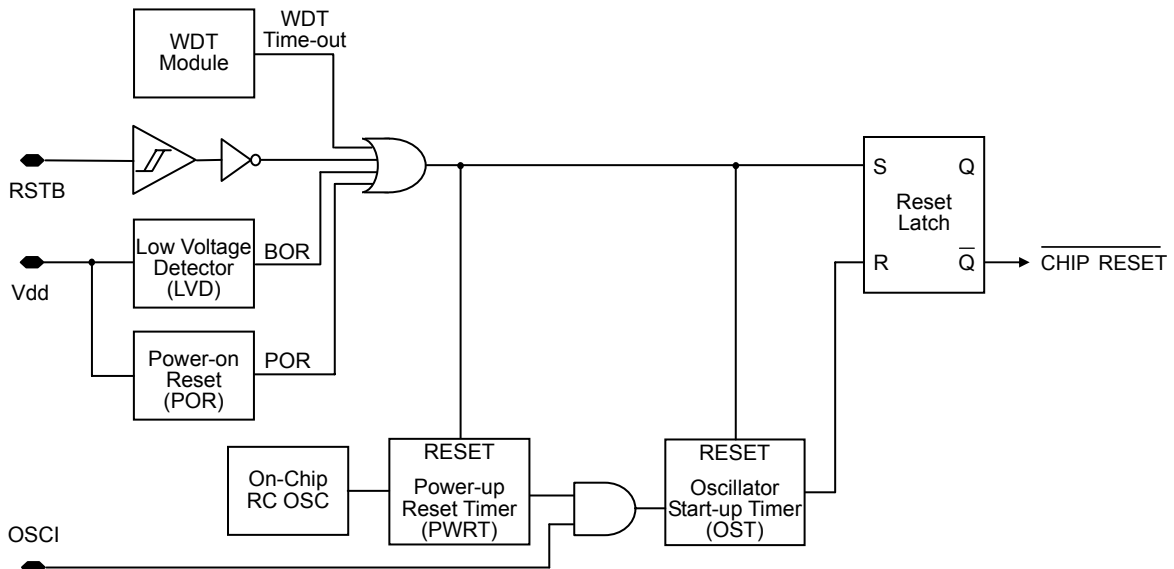 WDT
Module
WDT
Time-out
RSTB
Low Voltage
Detector
(LVD)
BOR
Vdd
Power-on
Reset
(POR)
POR
S
Q
Reset
Latch
R
Q
CHIP RESET
On-Chip
RC OSC
RESET
Power-up
Reset Timer
(PWRT)
RESET
Oscillator
Start-up Timer
(OST)
OSCI